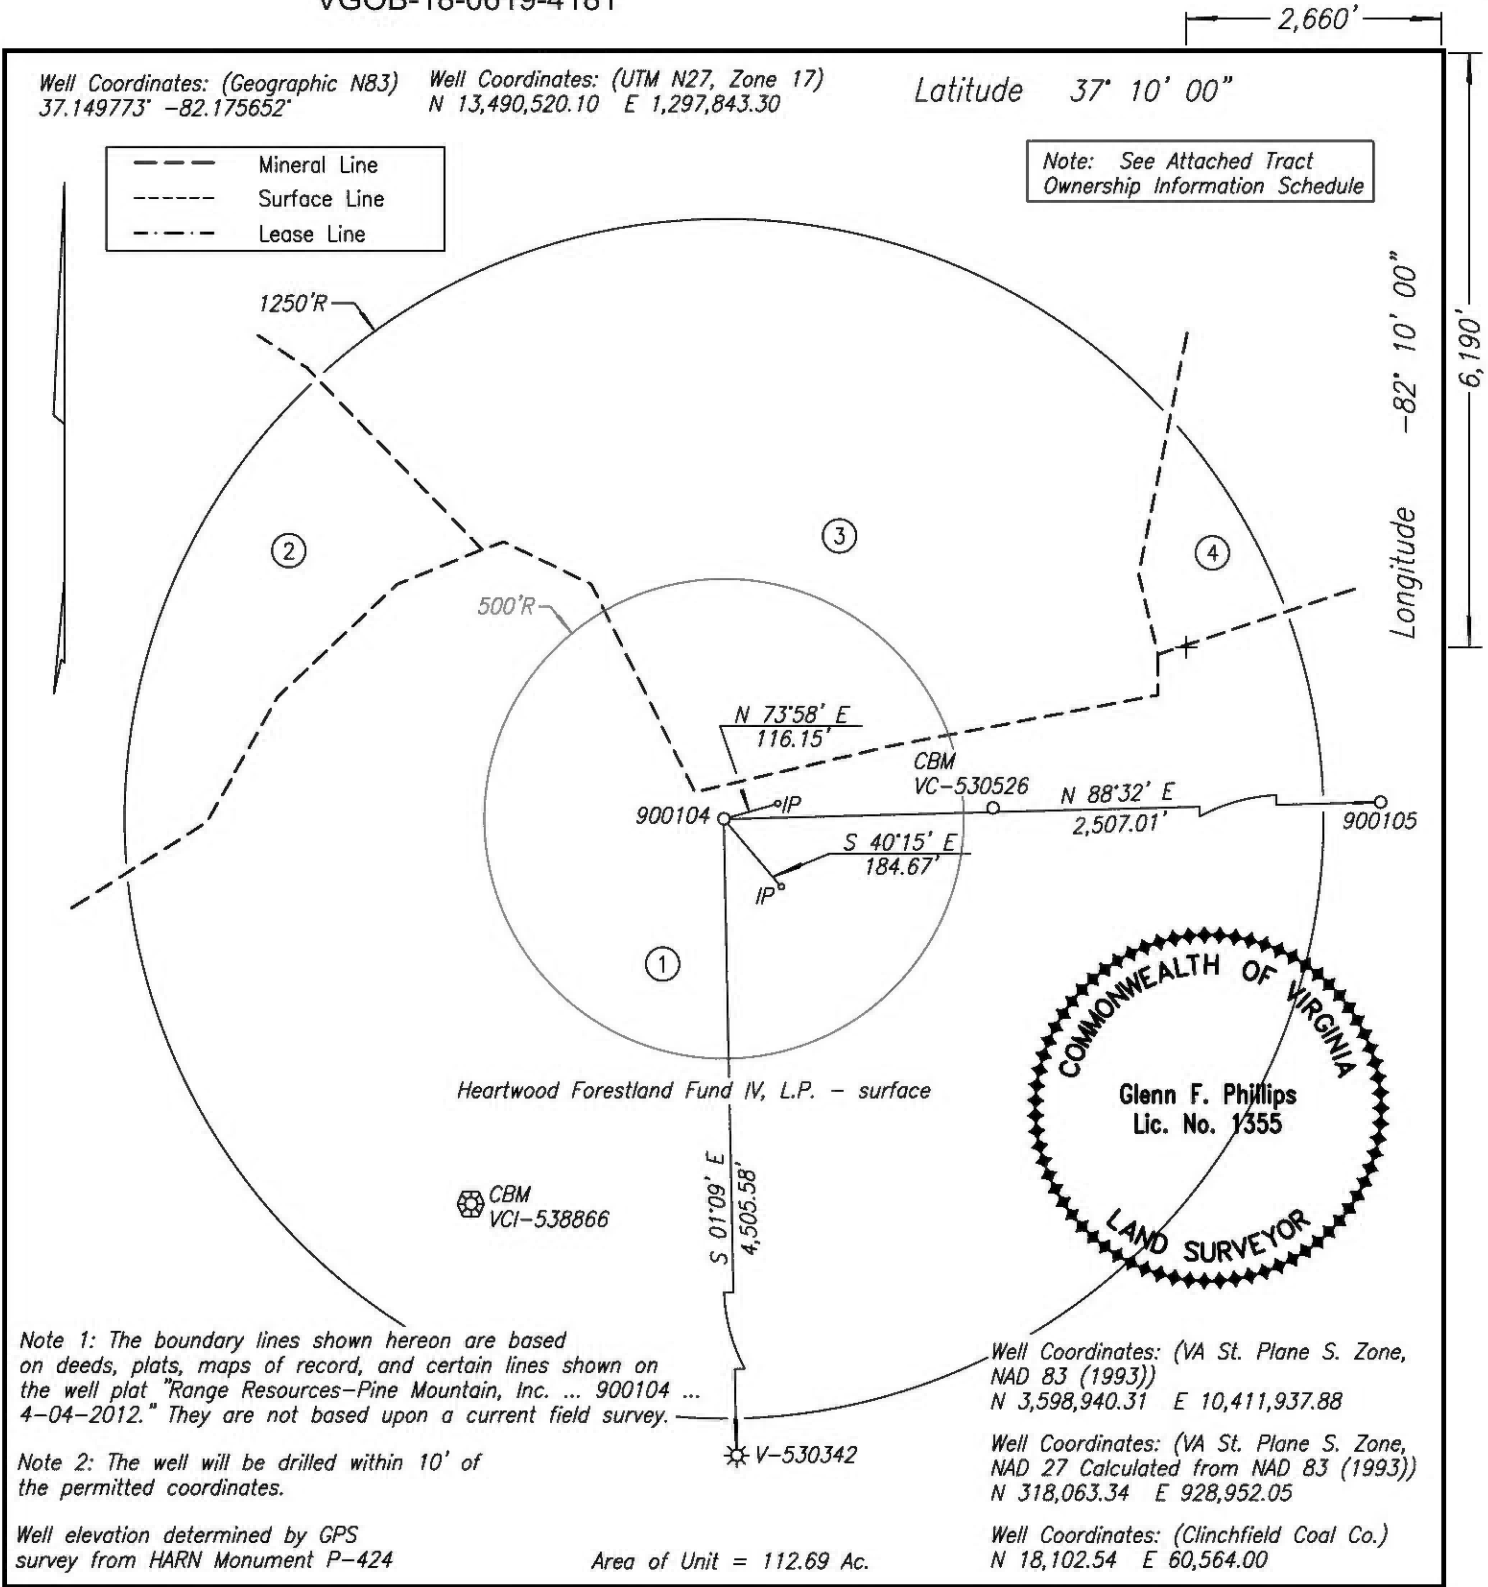 VGOB-18-0619-4181
2,660'
Well Coordinates: (Geographic N83)
37.149773° -82.175652°
Well Coordinates: (UTM N27, Zone 17)
N 13,490,520.10 E 1,297,843.30
Latitude 37° 10' 00"
Mineral Line
Surface Line
Lease Line
Note: See Attached Tract
Ownership Information Schedule
Longitude -82° 10' 00"
6,190'
1250'R
2
3
4
500'R
N 73°58' E
116.15'
CBM
VC-530526
900104
IP
N 88°32' E
2,507.01'
900105
S 40°15' E
184.67'
IP
1
Heartwood Forestland Fund IV, L.P. - surface
CBM
VCI-538866
S 01°09' E
4,505.58'
COMMONWEALTH OF VIRGINIA
Glenn F. Phillips
Lic. No. 1355
LAND SURVEYOR
Note 1: The boundary lines shown hereon are based
on deeds, plats, maps of record, and certain lines shown on
the well plat "Range Resources-Pine Mountain, Inc. ... 900104 ...
4-04-2012." They are not based upon a current field survey.
Note 2: The well will be drilled within 10' of
the permitted coordinates.
Well elevation determined by GPS
survey from HARN Monument P-424
V-530342
Area of Unit = 112.69 Ac.
Well Coordinates: (VA St. Plane S. Zone,
NAD 83 (1993))
N 3,598,940.31 E 10,411,937.88
Well Coordinates: (VA St. Plane S. Zone,
NAD 27 Calculated from NAD 83 (1993))
N 318,063.34 E 928,952.05
Well Coordinates: (Clinchfield Coal Co.)
N 18,102.54 E 60,564.00